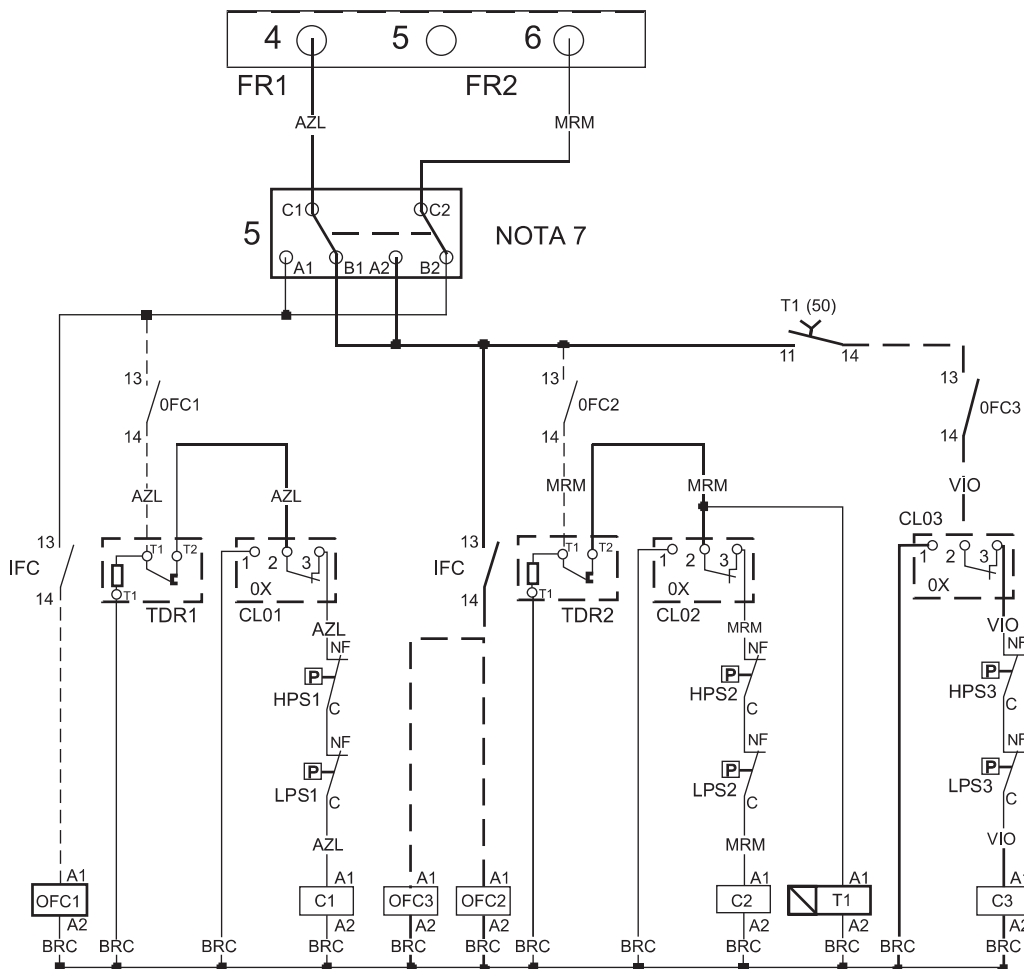 4 5 6
FR1 FR2
AZL MRM
C1 C2
5 NOTA 7
A1 B1 A2 B2
T1 (50)
11 14
13 13 13
0FC1 0FC2 0FC3
14 14 14
AZL AZL MRM MRM VIO
CL03
13 T1 T2 1 2 3 13 T1 T2 1 2 3 1 2 3
IFC 0X IFC 0X 0X
14 T1 14 T1
TDR1 CL01 TDR2 CL02
AZL MRM VIO
NF NF NF
P P P
HPS1 HPS2 HPS3
C C C
NF NF NF
P P P
LPS1 LPS2 LPS3
C C C
AZL MRM VIO
A1 A1 A1 A1 A1 A1 A1
OFC1 C1 OFC3 OFC2 C2 T1 C3
A2 A2 A2 A2 A2 A2 A2
BRC BRC BRC BRC BRC BRC BRC BRC BRC BRC BRC BRC